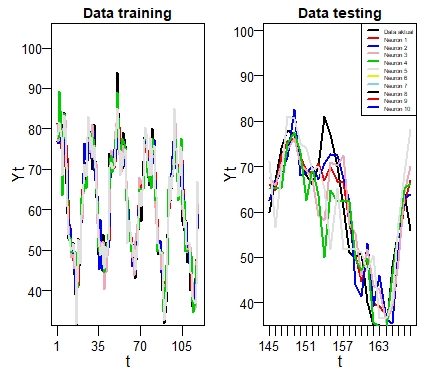 Data training
Yt
100
90
80
70
60
50
40
1
35
70
105
t
Data testing
Yt
100
90
80
70
60
50
40
145
151
157
163
t
Data aktual
Neuron 1
Neuron 2
Neuron 3
Neuron 4
Neuron 5
Neuron 6
Neuron 7
Neuron 8
Neuron 9
Neuron 10